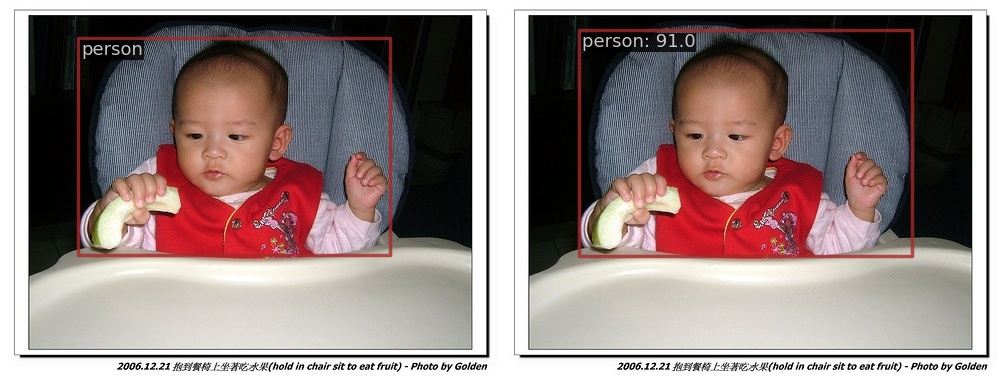 person
person: 91.0
2006.12.21 抱到餐椅上坐著吃水果(hold in chair sit to eat fruit) - Photo by Golden
2006.12.21 抱到餐椅上坐著吃水果(hold in chair sit to eat fruit) - Photo by Golden